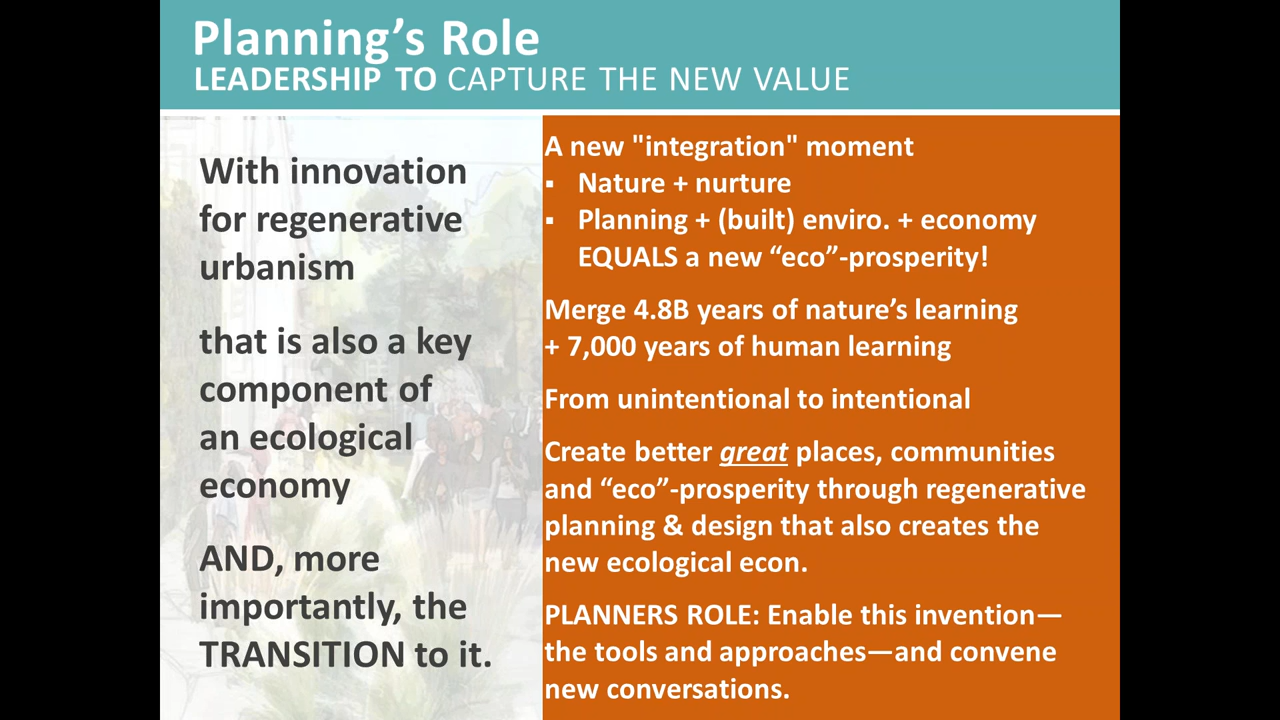 Planning’s Role
LEADERSHIP TO CAPTURE THE NEW VALUE
With innovation
for regenerative
urbanism
that is also a key
component of
an ecological
economy
AND, more
importantly, the
TRANSITION to it.
A new "integration" moment
▪ Nature + nurture
▪ Planning + (built) enviro. + economy
EQUALS a new “eco”-prosperity!
Merge 4.8B years of nature’s learning
+ 7,000 years of human learning
From unintentional to intentional
Create better great places, communities
and “eco”-prosperity through regenerative
planning & design that also creates the
new ecological econ.
PLANNERS ROLE: Enable this invention—
the tools and approaches—and convene
new conversations.